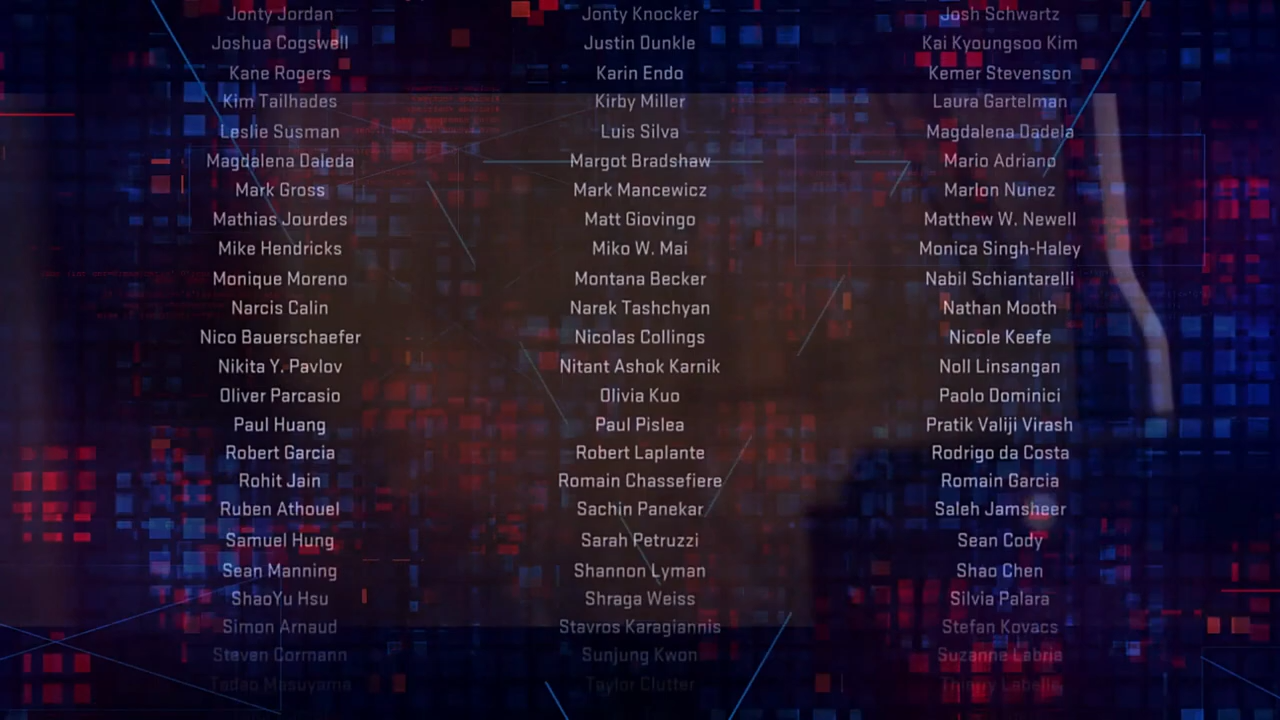 Jonty Jordan Jonty Knocker Josh Schwartz
Joshua Cogswell Justin Dunkle Kai Kyoungsoo Kim
Kane Rogers Karin Endo Kemer Stevenson
Kim Tailhades Kirby Miller Laura Gartelman
Leslie Susman Luis Silva Magdalena Dadela
Magdalena Daleda Margot Bradshaw Mario Adriano
Mark Gross Mark Mancewicz Marlon Nunez
Mathias Jourdes Matt Giovingo Matthew W. Newell
Mike Hendricks Miko W. Mai Monica Singh-Haley
Monique Moreno Montana Becker Nabil Schiantarelli
Narcis Calin Narek Tashchyan Nathan Mooth
Nico Bauerschaefer Nicolas Collings Nicole Keefe
Nikita Y. Pavlov Nitant Ashok Karnik Noll Linsangan
Oliver Parcasio Olivia Kuo Paolo Dominici
Paul Huang Paul Pislea Pratik Valiji Virash
Robert Garcia Robert Laplante Rodrigo da Costa
Rohit Jain Romain Chassefiere Romain Garcia
Ruben Athouel Sachin Panekar Saleh Jamsheer
Samuel Hung Sarah Petruzzi Sean Cody
Sean Manning Shannon Lyman Shao Chen
ShaoYu Hsu Shraga Weiss Silvia Palara
Simon Arnaud Stavros Karagiannis Stefan Kovacs
Steven Cormann Sunjung Kwon Suzanne Labrie
Tadao Masuyama Taylor Clutter Thierry Labelle